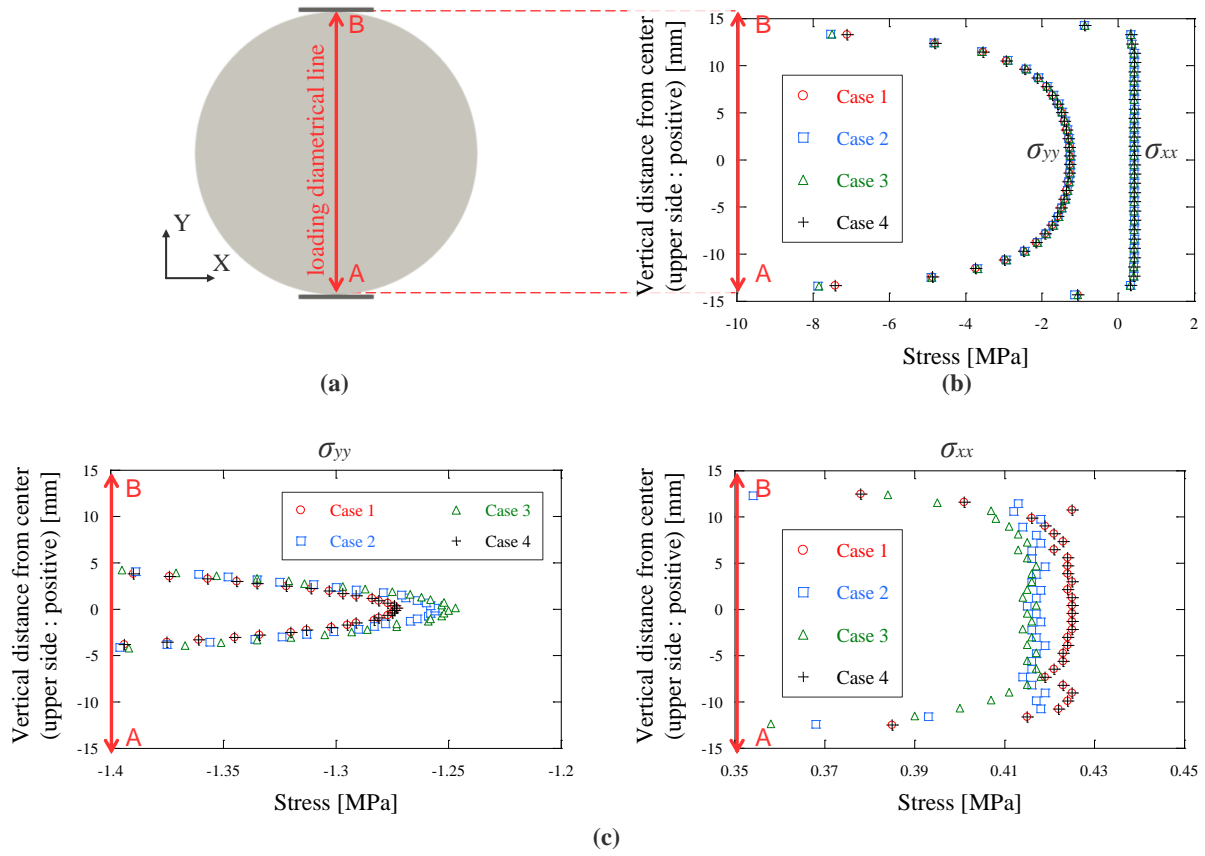 B
loading diametrical line
A
Y
X
(a)
B
A
Vertical distance from center
(upper side : positive) [mm]
15
10
5
0
-5
-10
-15
-10
-8
-6
-4
-2
0
2
Case 1
Case 2
Case 3
Case 4
σyy
σxx
Stress [MPa]
(b)
σyy
Vertical distance from center
(upper side : positive) [mm]
15
10
5
0
-5
-10
-15
B
A
Case 1
Case 2
Case 3
Case 4
-1.4
-1.35
-1.3
-1.25
-1.2
Stress [MPa]
σxx
Vertical distance from center
(upper side : positive) [mm]
15
10
5
0
-5
-10
-15
B
A
Case 1
Case 2
Case 3
Case 4
0.35
0.37
0.39
0.41
0.43
0.45
Stress [MPa]
(c)